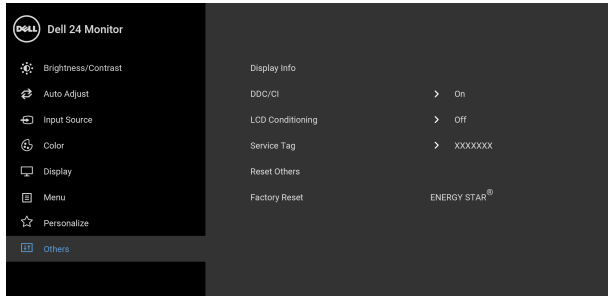 DELL Dell 24 Monitor
Brightness/Contrast
Auto Adjust
Input Source
Color
Display
Menu
Personalize
Others
Display Info
DDC/CI > On
LCD Conditioning > Off
Service Tag > XXXXXXX
Reset Others
Factory Reset ENERGY STAR®